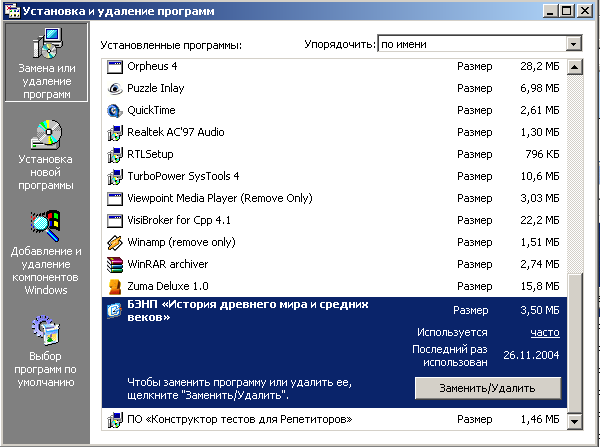 Установка и удаление программ
Замена или
удаление
программ
Установка
новой
программы
Добавление и
удаление
компонентов
Windows
Выбор
программ по
умолчанию
Установленные программы: Упорядочить: по имени
Orpheus 4 Размер 28,2 МБ
Puzzle Inlay Размер 6,98 МБ
QuickTime Размер 2,61 МБ
Realtek AC'97 Audio Размер 1,30 МБ
RTLSetup Размер 796 КБ
TurboPower SysTools 4 Размер 10,6 МБ
Viewpoint Media Player (Remove Only) Размер 3,03 МБ
VisiBroker for Cpp 4.1 Размер 22,2 МБ
Winamp (remove only) Размер 1,51 МБ
WinRAR archiver Размер 2,74 МБ
Zuma Deluxe 1.0 Размер 15,8 МБ
БЭНП «История древнего мира и средних Размер 3,50 МБ
веков»
Используется часто
Последний раз
использован 26.11.2004
Чтобы заменить программу или удалить ее,
щелкните "Заменить/Удалить". Заменить/Удалить
ПО «Конструктор тестов для Репетиторов» Размер 1,46 МБ